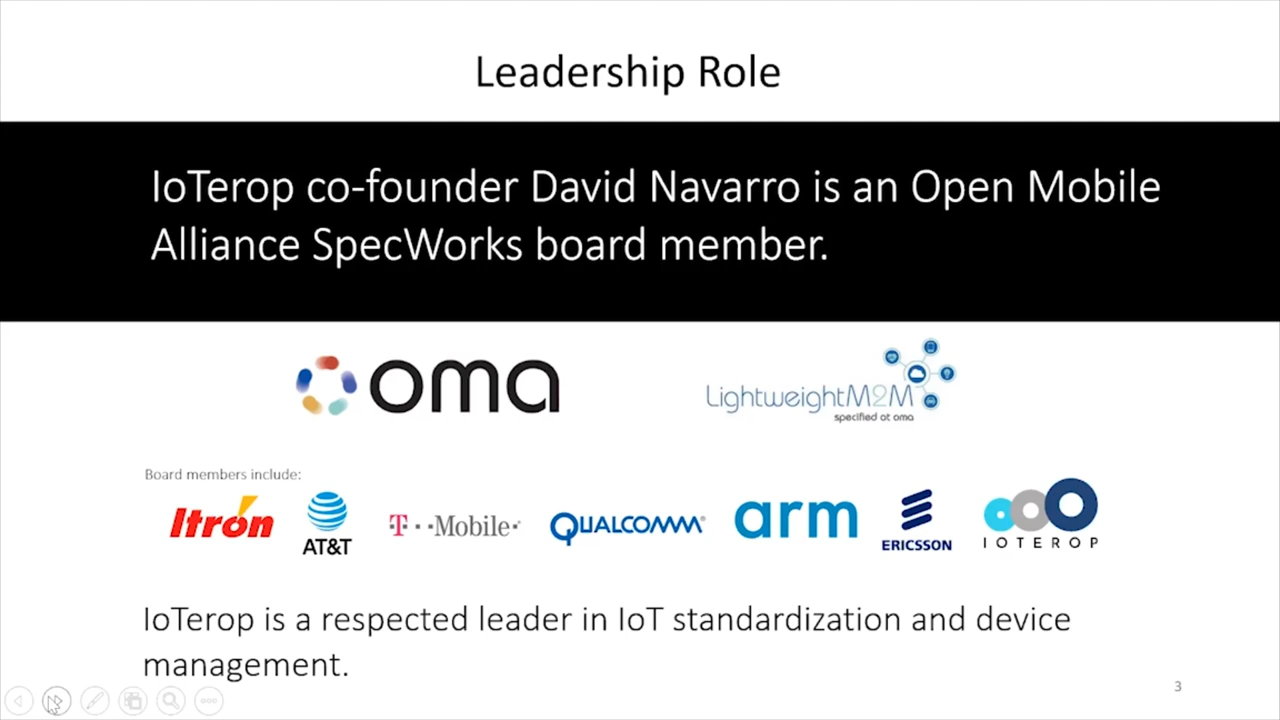 Leadership Role
IoTerop co-founder David Navarro is an Open Mobile
Alliance SpecWorks board member.
oma
LightweightM2M
specified at oma
Board members include:
Itron
AT&T
T··Mobile·
QUALCOMM®
arm
ERICSSON
IOTEROP
IoTerop is a respected leader in IoT standardization and device
management.
3